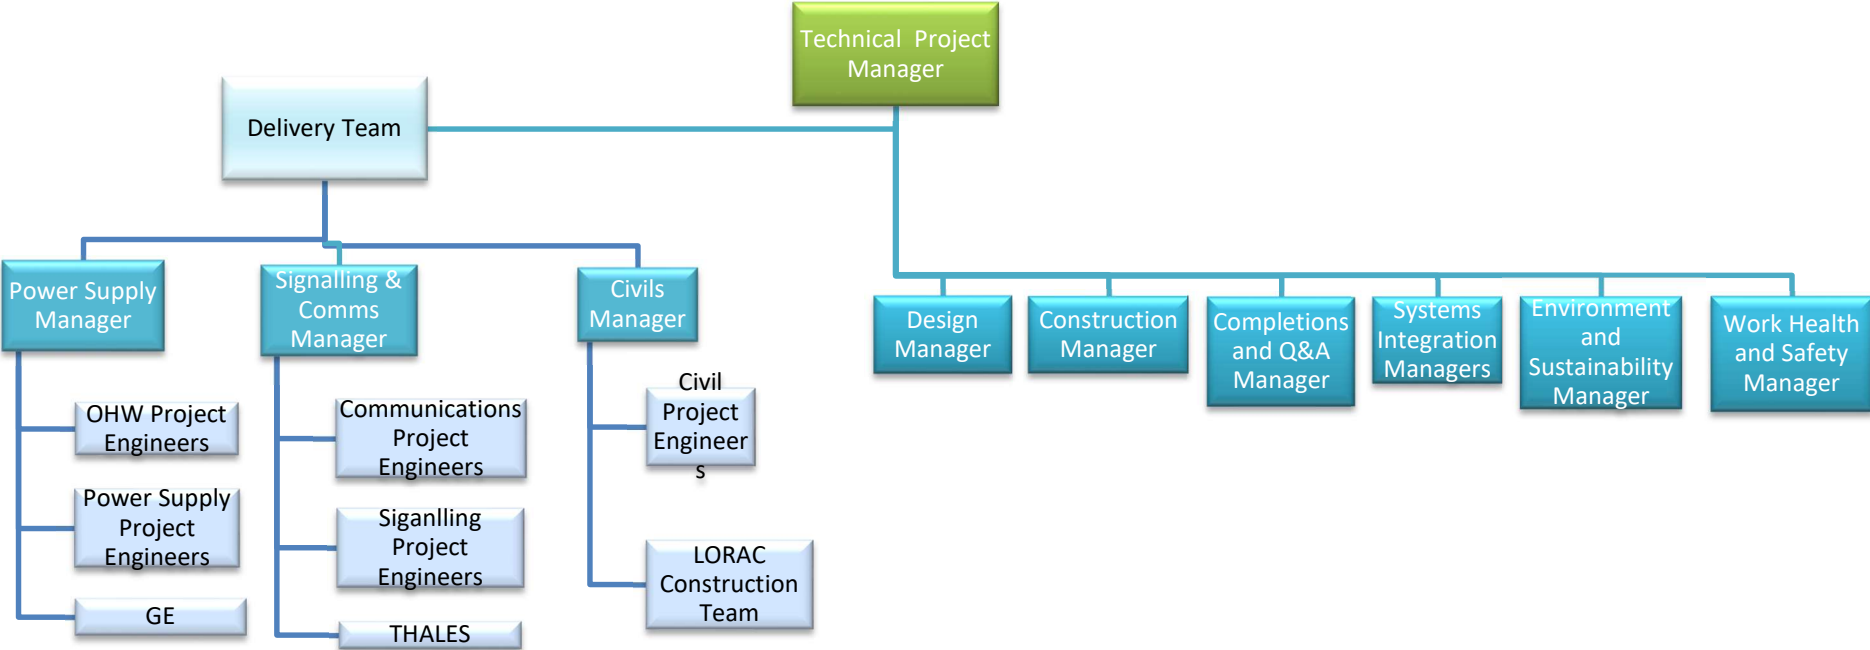 Technical Project
Manager
Delivery Team
Power Supply
Manager
Signalling &
Comms
Manager
Civils
Manager
Design
Manager
Construction
Manager
Completions
and Q&A
Manager
Systems
Integration
Managers
Environment
and
Sustainability
Manager
Work Health
and Safety
Manager
OHW Project
Engineers
Power Supply
Project
Engineers
GE
Communications
Project
Engineers
Siganlling
Project
Engineers
THALES
Civil
Project
Engineer
s
LORAC
Construction
Team